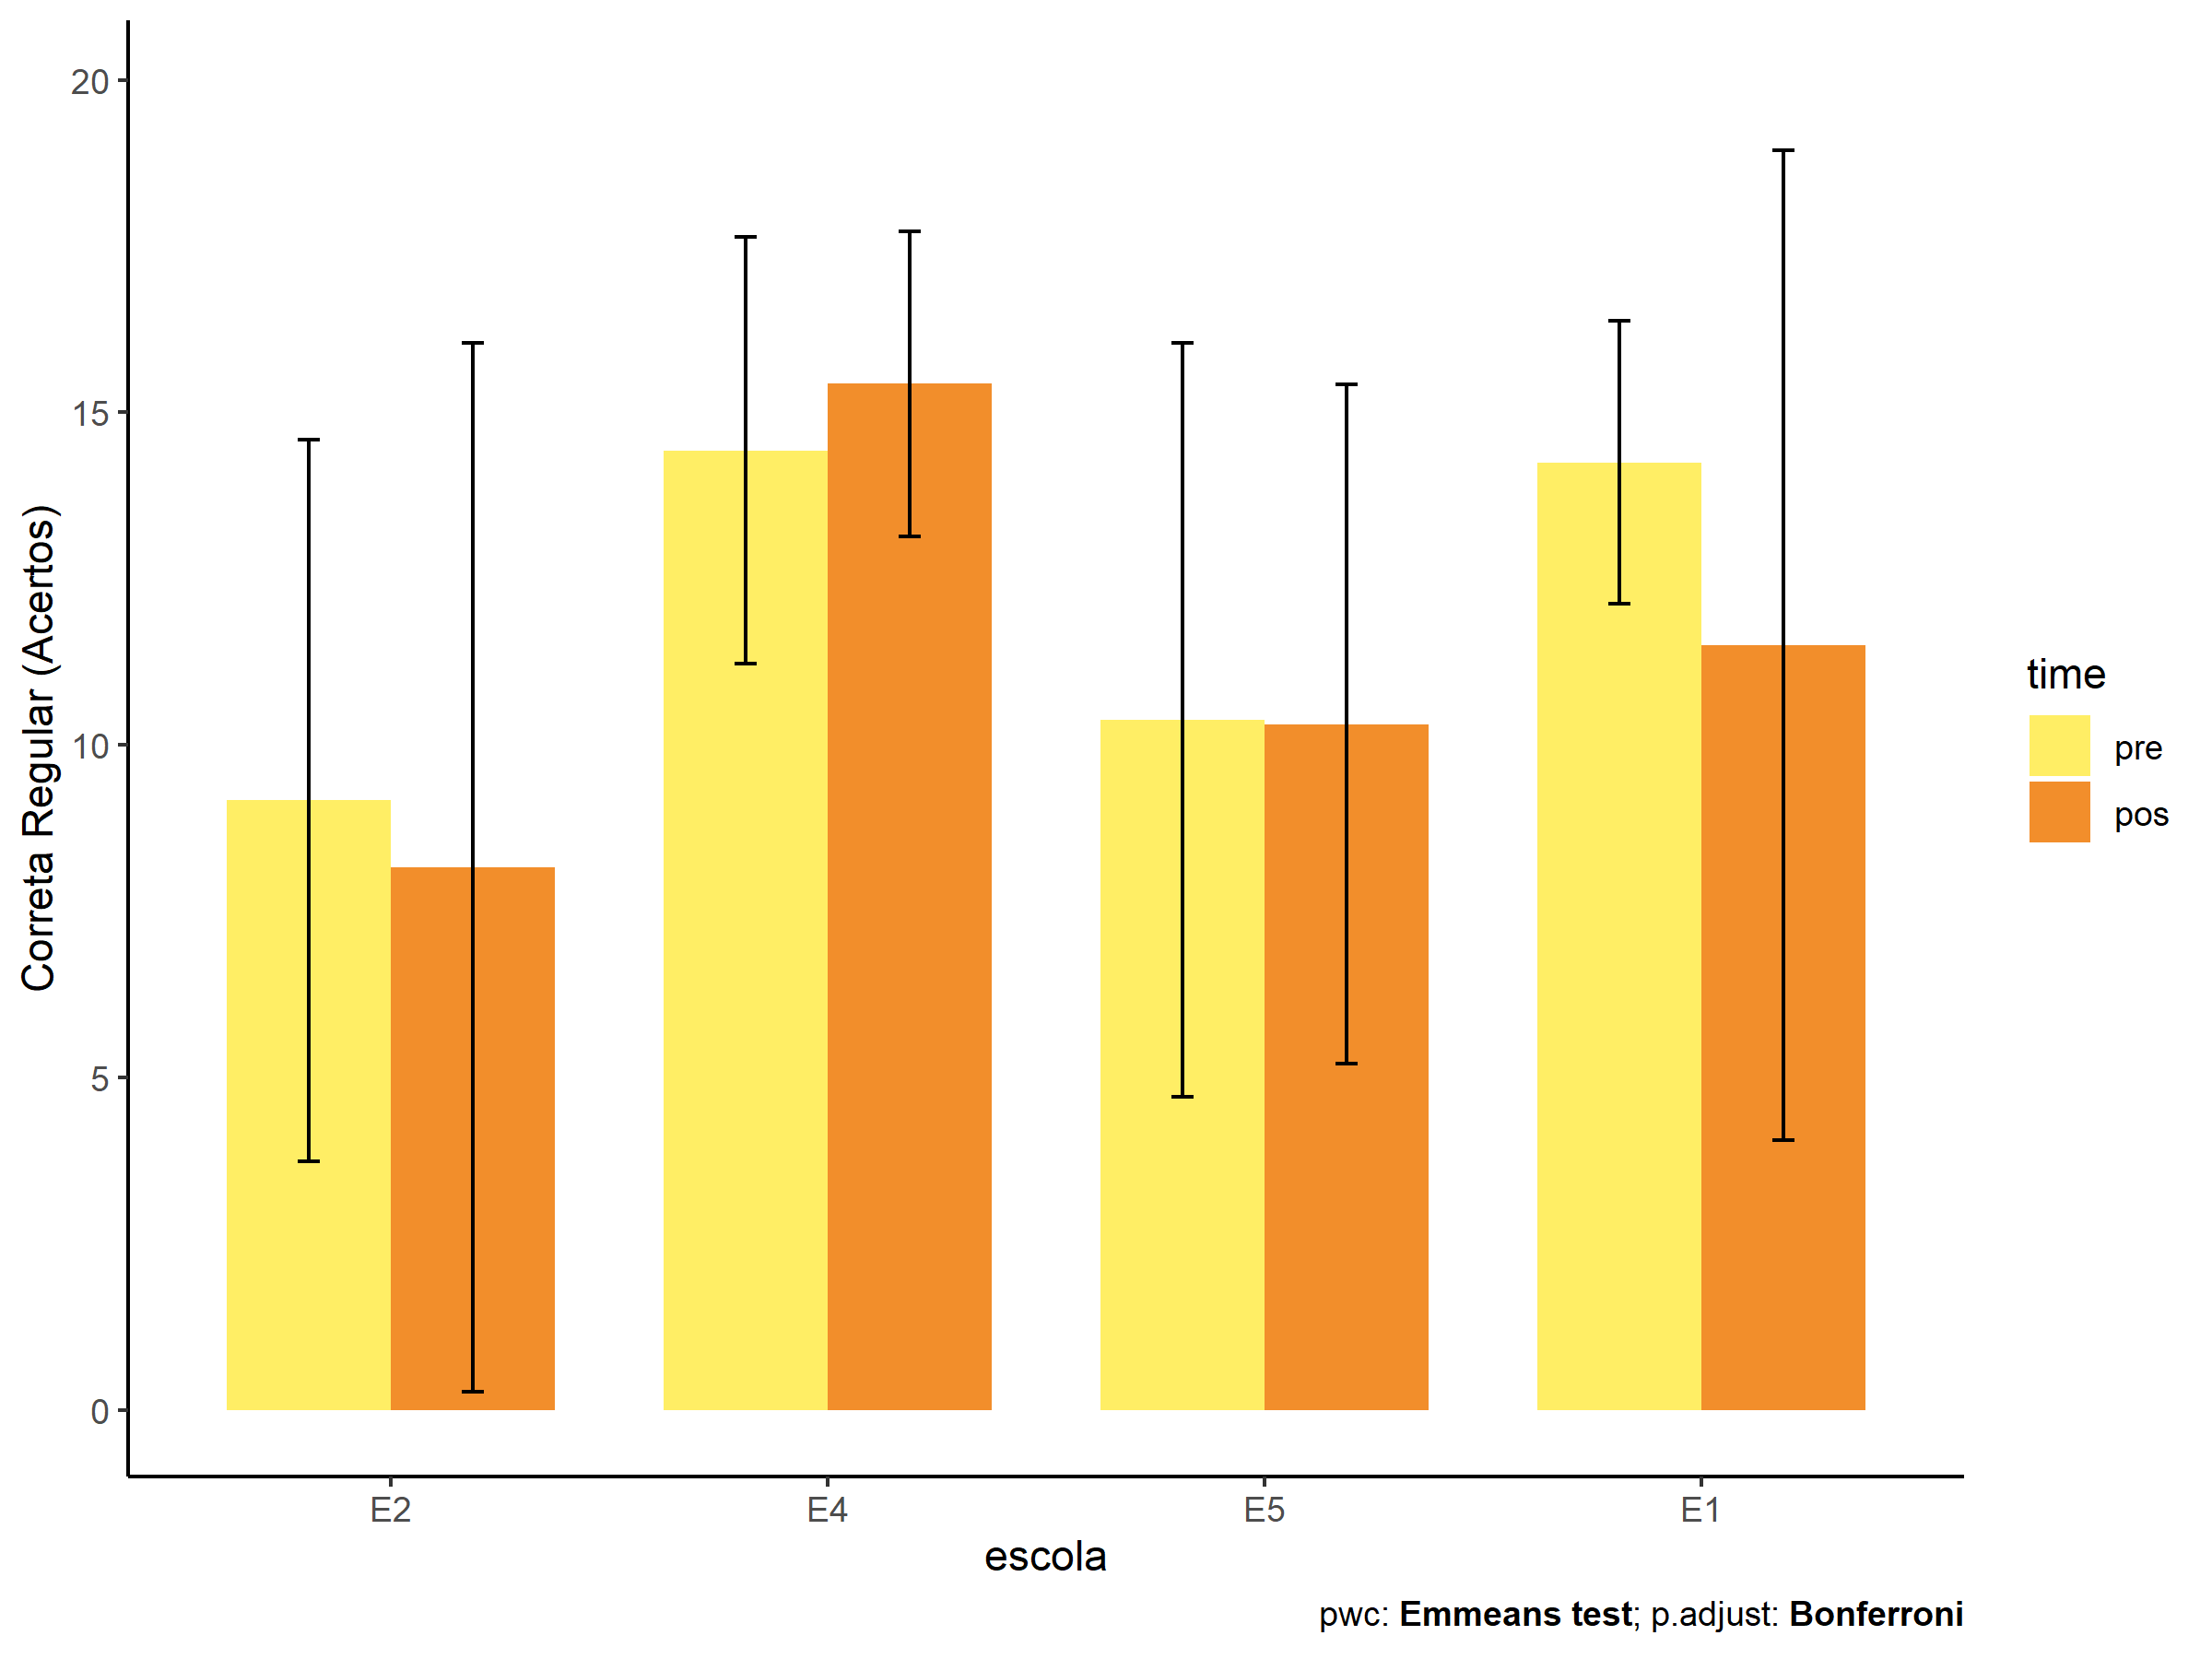 Correta Regular (Acertos)
20
15
10
5
0
E2
E4
E5
E1
escola
time
pre
pos
pwc: Emmeans test; p.adjust: Bonferroni